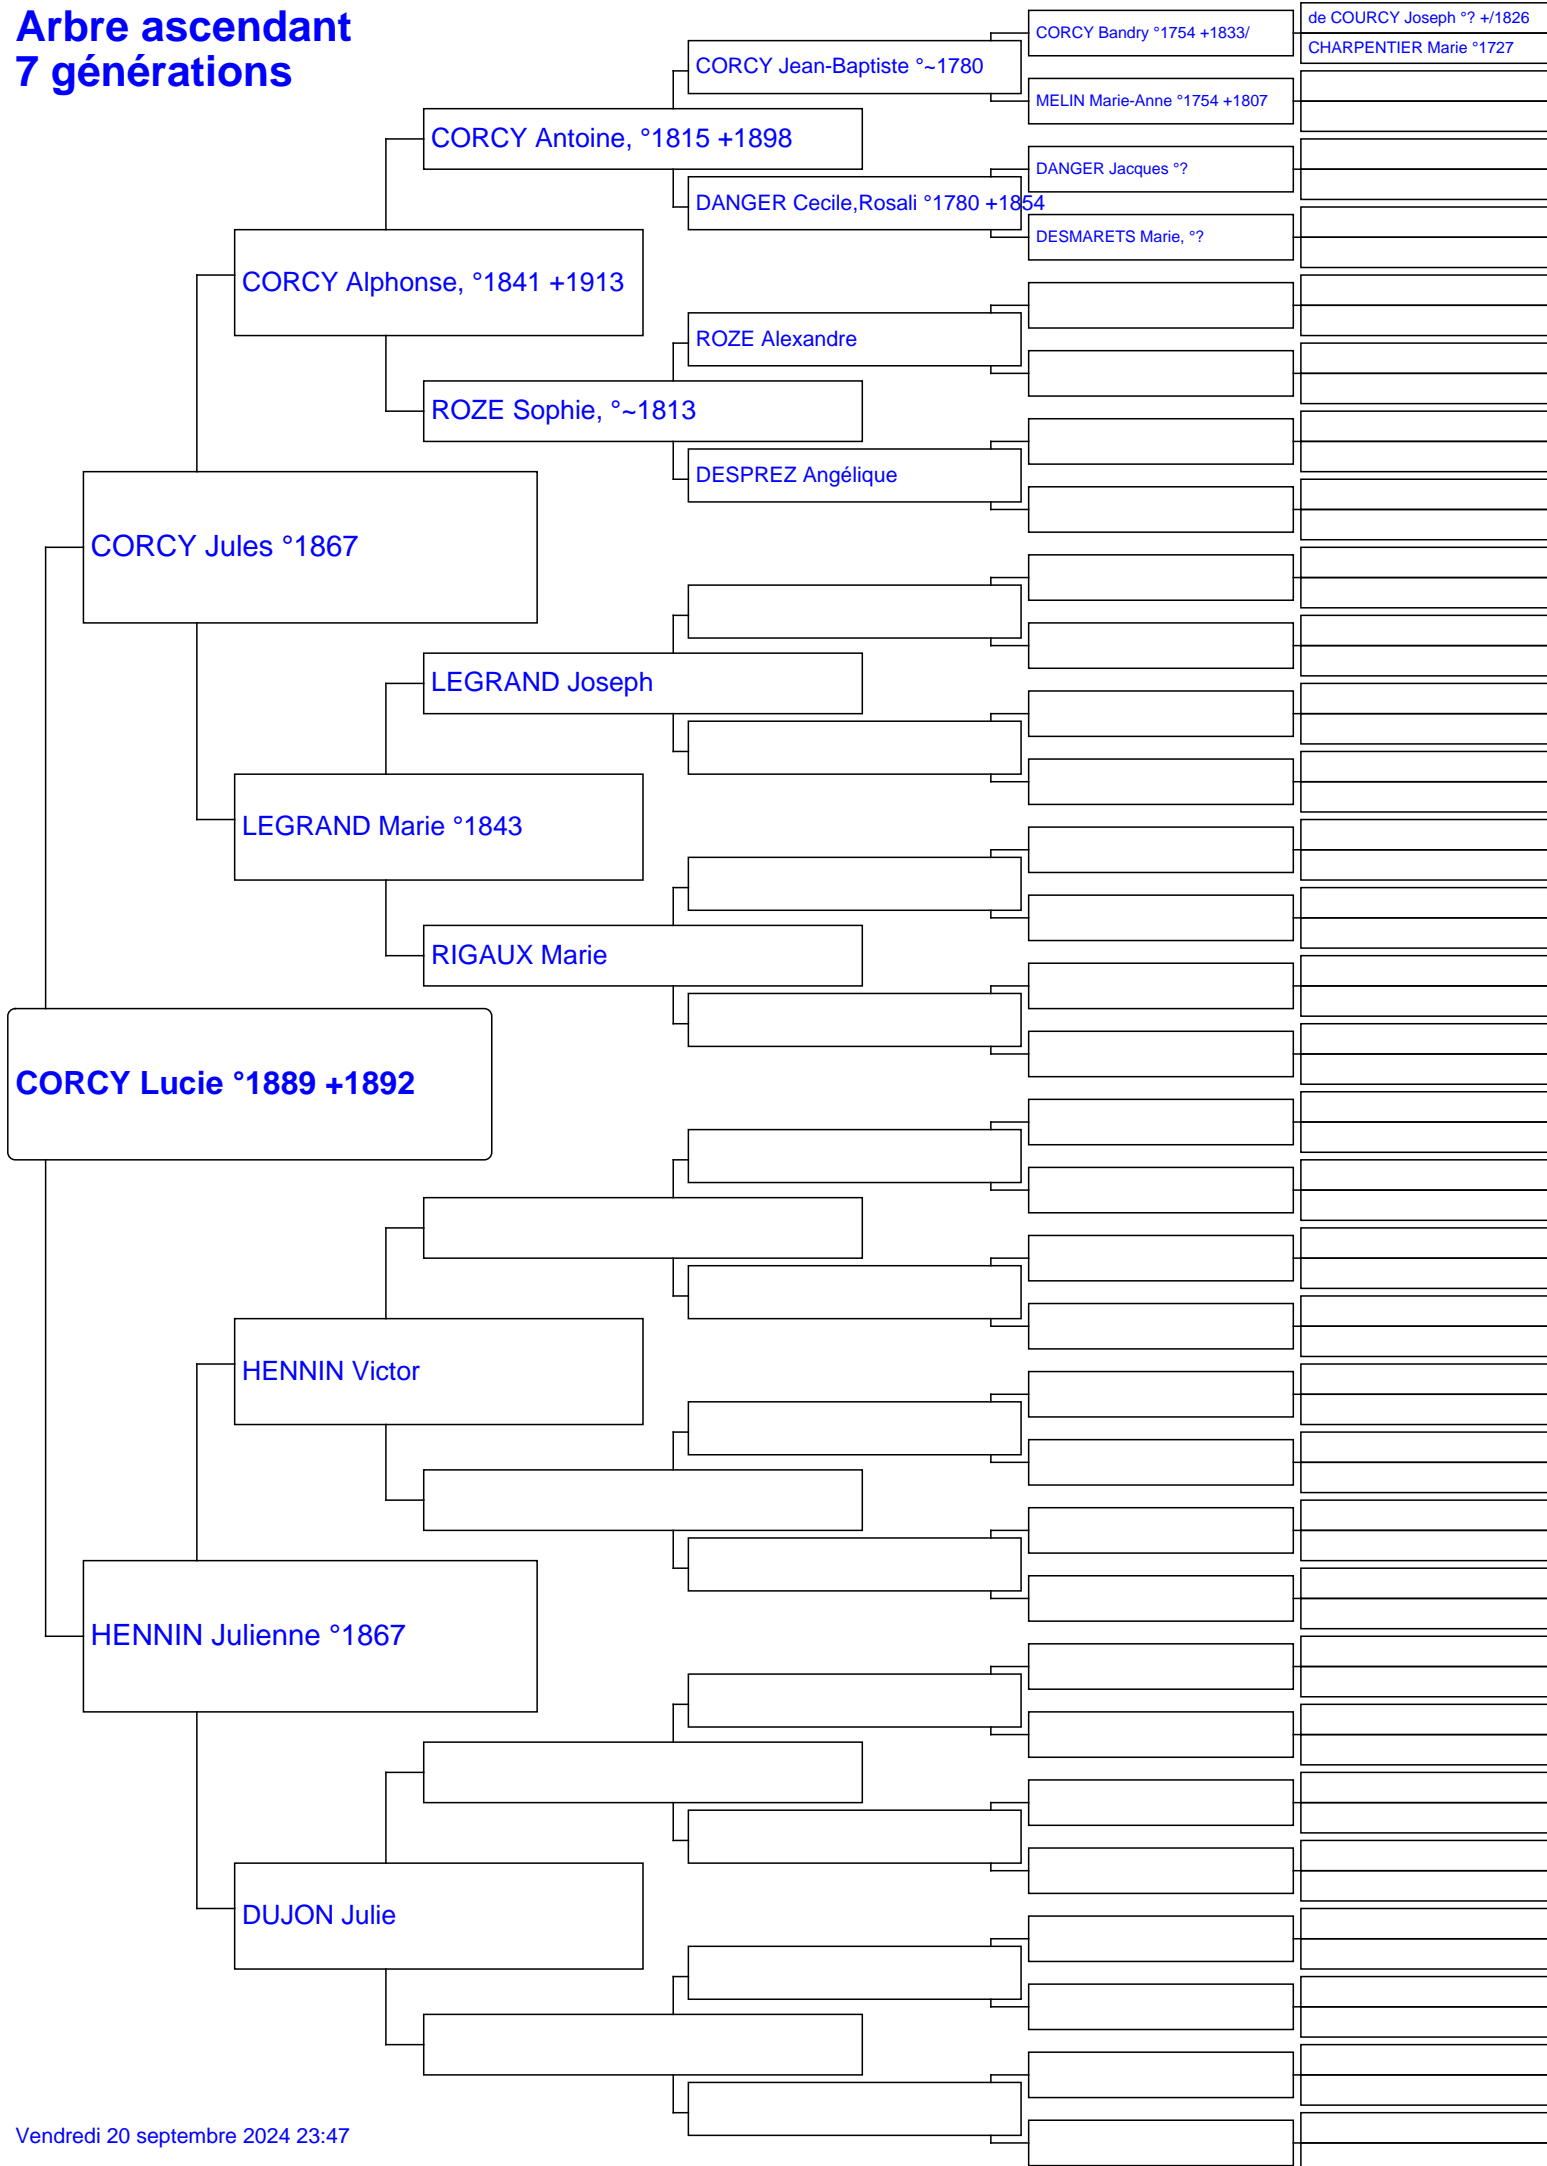 Arbre ascendant
7 générations
de COURCY Joseph °? +/1826
CORCY Bandry °1754 +1833/
CHARPENTIER Marie °1727
CORCY Jean-Baptiste °~1780
MELIN Marie-Anne °1754 +1807
CORCY Antoine, °1815 +1898
DANGER Jacques °?
DANGER Cecile,Rosali °1780 +1854
DESMARETS Marie, °?
CORCY Alphonse, °1841 +1913
ROZE Alexandre
ROZE Sophie, °~1813
DESPREZ Angélique
CORCY Jules °1867
LEGRAND Joseph
LEGRAND Marie °1843
RIGAUX Marie
CORCY Lucie °1889 +1892
HENNIN Victor
HENNIN Julienne °1867
DUJON Julie
Vendredi 20 septembre 2024 23:47